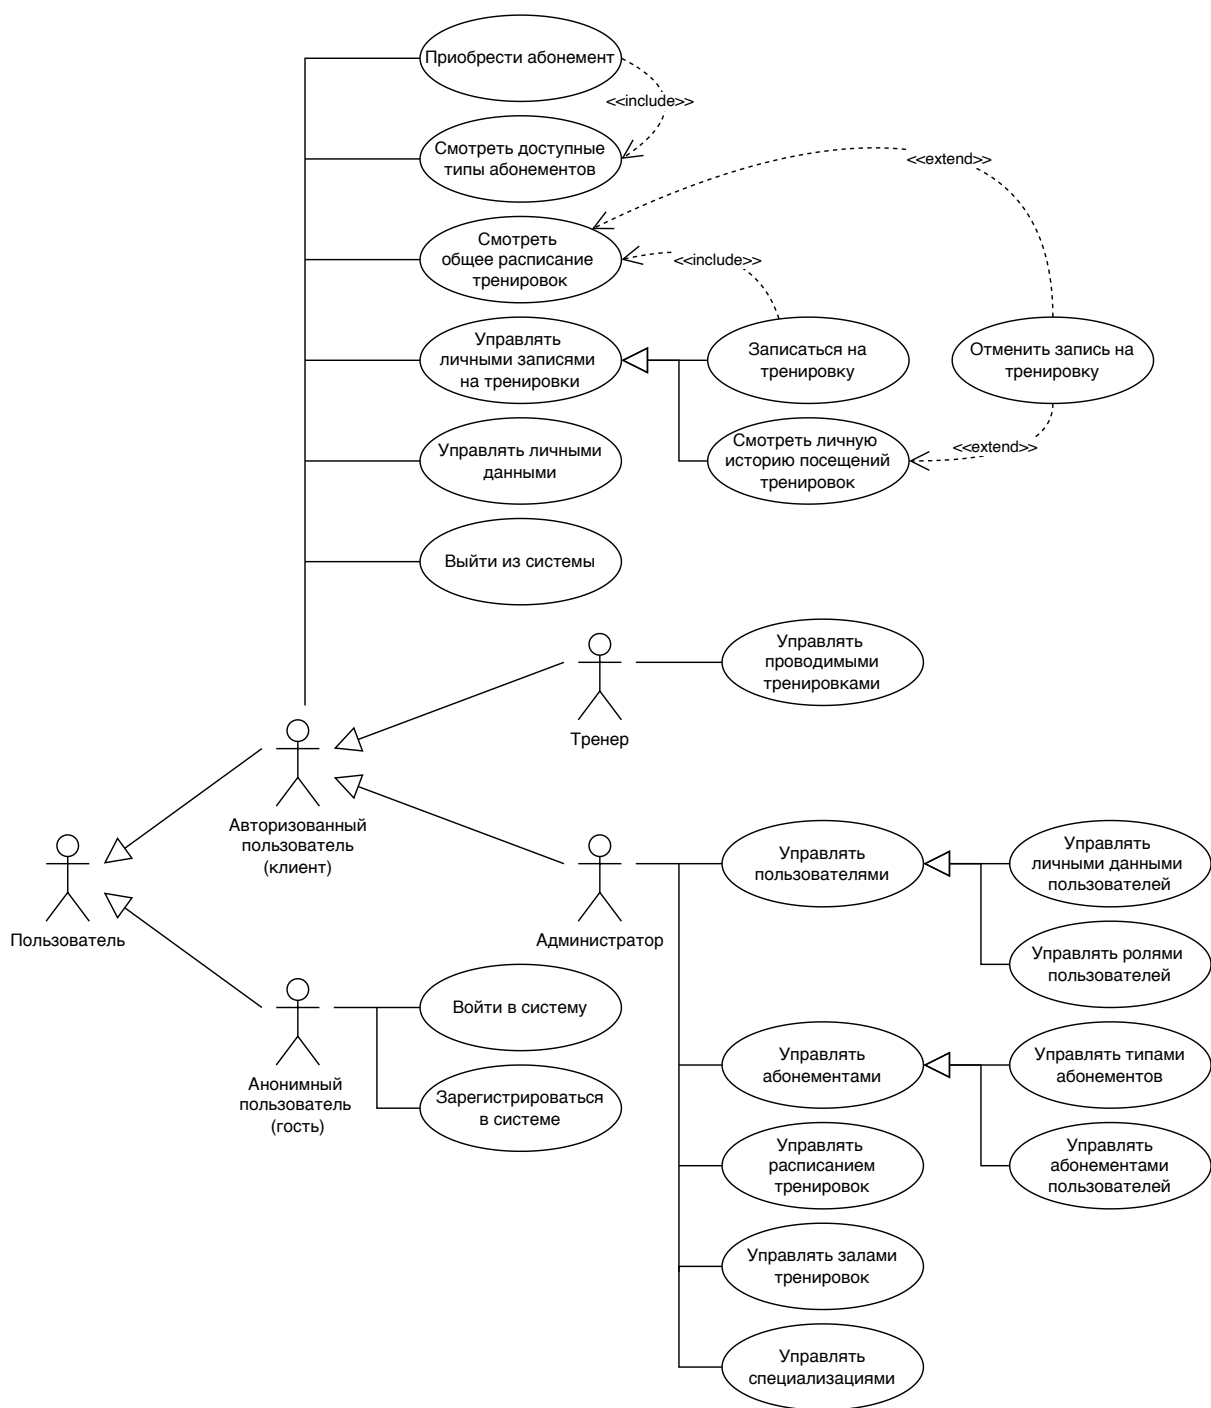 Приобрести абонемент
<<include>>
Смотреть доступные
типы абонементов
<<extend>>
Смотреть
общее расписание
тренировок
<<include>>
Управлять
личными записями
на тренировки
Записаться на
тренировку
Отменить запись на
тренировку
Управлять личными
данными
Смотреть личную
историю посещений
тренировок
<<extend>>
Выйти из системы
Управлять
проводимыми
тренировками
Тренер
Авторизованный
пользователь
(клиент)
Пользователь
Администратор
Управлять
пользователями
Управлять
личными данными
пользователей
Управлять ролями
пользователей
Войти в систему
Анонимный
пользователь
(гость)
Зарегистрироваться
в системе
Управлять
абонементами
Управлять типами
абонементов
Управлять
расписанием
тренировок
Управлять
абонементами
пользователей
Управлять залами
тренировок
Управлять
специализациями